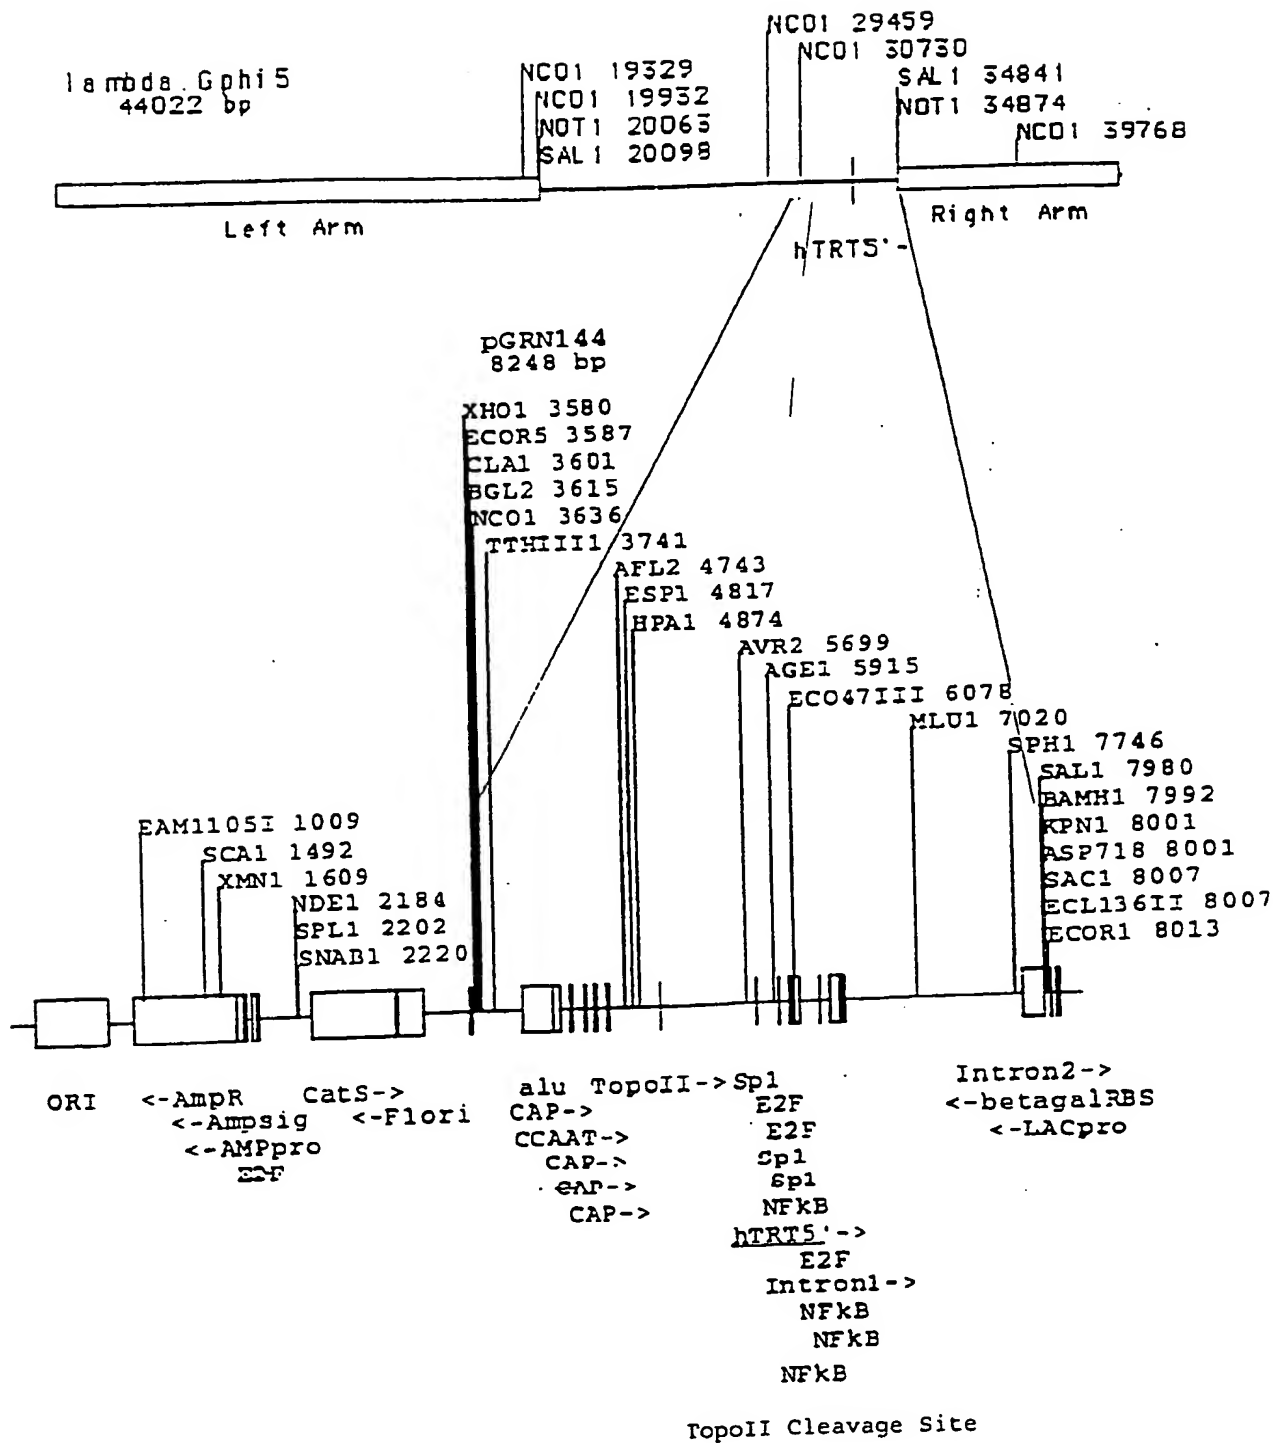 lambda.Gphi5
44022 bp
NCO1 19329
NCO1 19932
NOT1 20063
SAL1 20098
NCO1 29459
NCO1 30730
SAL1 34841
NOT1 34874
NCO1 39768
Left Arm
Right Arm
hTRT5'-
pGRN144
8248 bp
XHO1 3580
ECOR5 3587
CLA1 3601
BGL2 3615
NCO1 3636
TTHIII1 3741
AFL2 4743
ESP1 4817
HPA1 4874
AVR2 5699
AGE1 5915
ECO47III 6078
MLU1 7020
SPH1 7746
SAL1 7980
BAMH1 7992
KPN1 8001
ASP718 8001
SAC1 8007
ECL136II 8007
ECOR1 8013
EAM1105I 1009
SCA1 1492
XMN1 1609
NDE1 2184
SPL1 2202
SNAB1 2220
ORI
<-AmpR
<-Ampsig
<-AMPpro
E2F
CatS->
<-Flori
alu
CAP->
CCAAT->
CAP->
CAP->
CAP->
TopoII->
Sp1
E2F
E2F
Sp1
Sp1
NFkB
hTRT5'->
E2F
Intron1->
NFkB
NFkB
NFkB
Intron2->
<-betagalRBS
<-LACpro
TopoII Cleavage Site